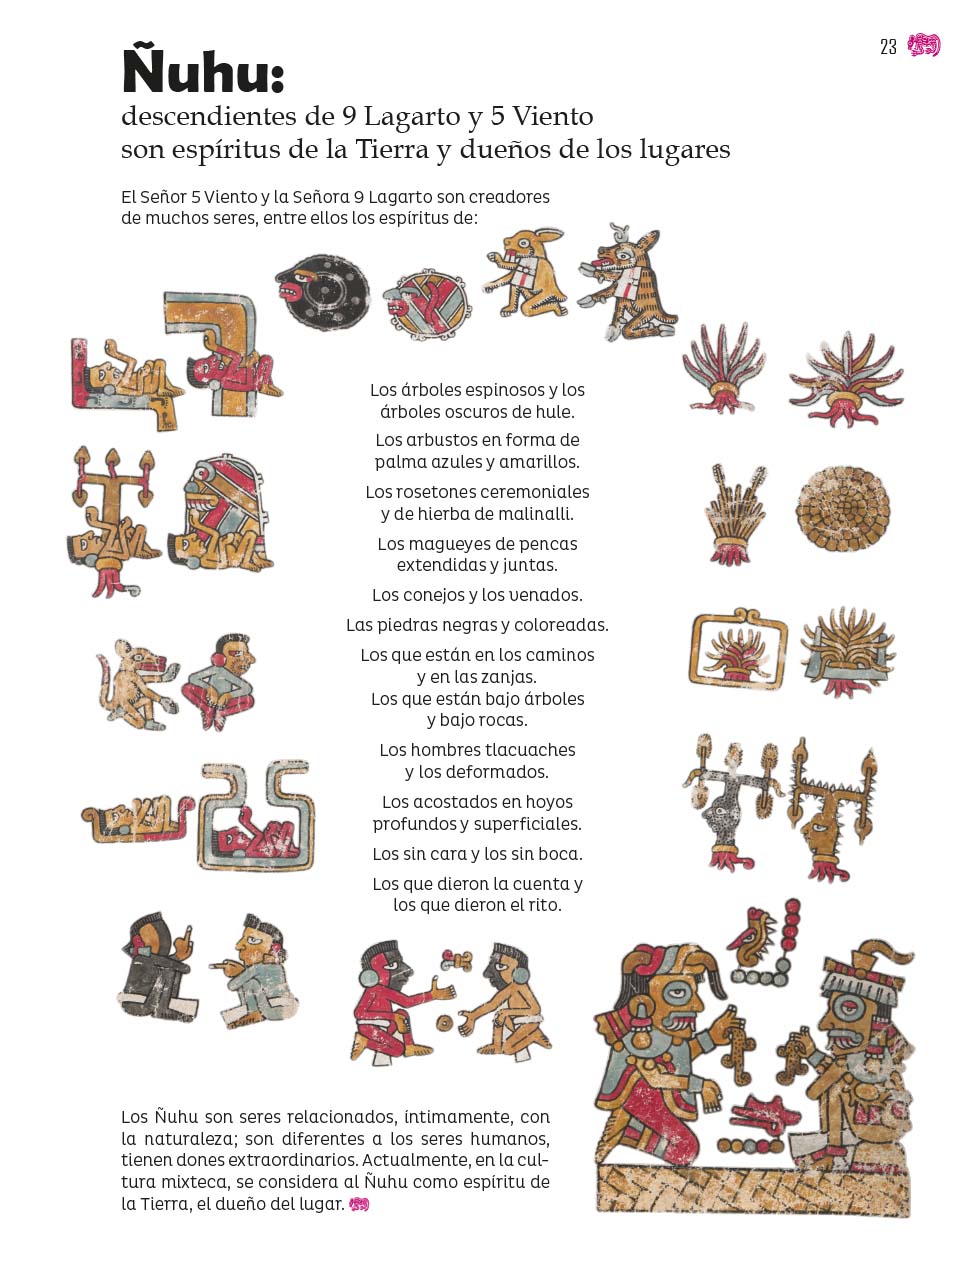 23
Ñuhu:
descendientes de 9 Lagarto y 5 Viento
son espíritus de la Tierra y dueños de los lugares
El Señor 5 Viento y la Señora 9 Lagarto son creadores
de muchos seres, entre ellos los espíritus de:
Los árboles espinosos y los
árboles oscuros de hule.
Los arbustos en forma de
palma azules y amarillos.
Los rosetones ceremoniales
y de hierba de malinalli.
Los magueyes de pencas
extendidas y juntas.
Los conejos y los venados.
Las piedras negras y coloreadas.
Los que están en los caminos
y en las zanjas.
Los que están bajo árboles
y bajo rocas.
Los hombres tlacuaches
y los deformados.
Los acostados en hoyos
profundos y superficiales.
Los sin cara y los sin boca.
Los que dieron la cuenta y
los que dieron el rito.
Los Ñuhu son seres relacionados, íntimamente, con
la naturaleza; son diferentes a los seres humanos,
tienen dones extraordinarios. Actualmente, en la cul-
tura mixteca, se considera al Ñuhu como espíritu de
la Tierra, el dueño del lugar.